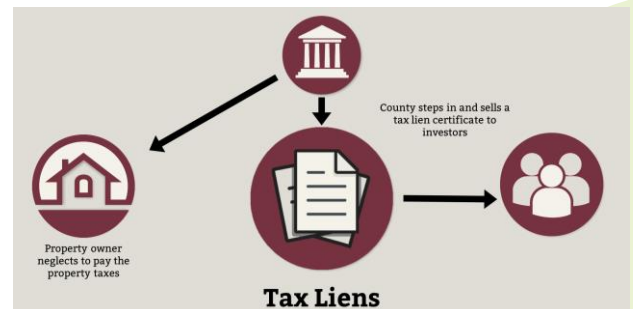 County steps in and sells a
tax lien certificate to
investors
Property owner
neglects to pay the
property taxes
Tax Liens